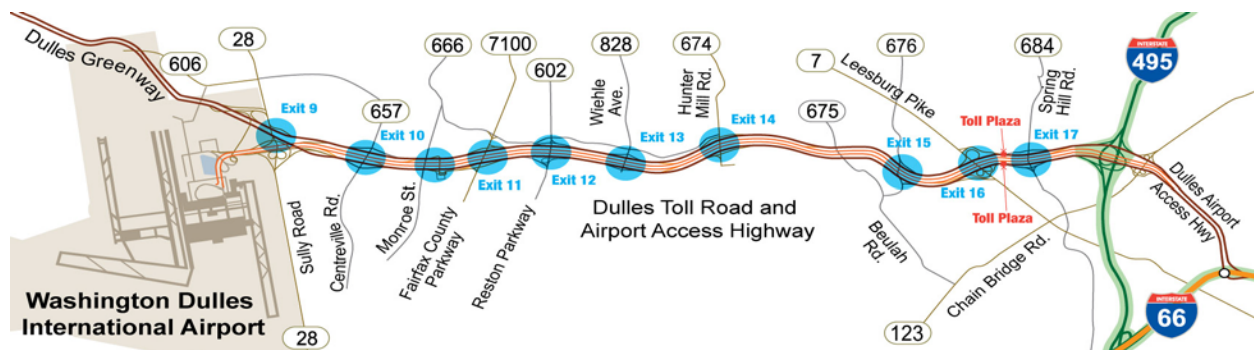 Dulles Greenway
606
28
666
7100
602
828
674
7
676
684
INTERSTATE
495
Leesburg Pike
Spring
Hill Rd.
Wiehle
Ave.
Hunter
Mill Rd.
Exit 9
657
Exit 10
Exit 11
Exit 12
Exit 13
Exit 14
675
Exit 15
Exit 16
Toll Plaza
Exit 17
Toll Plaza
Sully Road
Centreville Rd.
Monroe St.
Fairfax County
Parkway
Reston Parkway
Dulles Toll Road and
Airport Access Highway
Beulah
Rd.
Chain Bridge Rd.
Dulles Airport
Access Hwy
Washington Dulles
International Airport
28
123
INTERSTATE
66